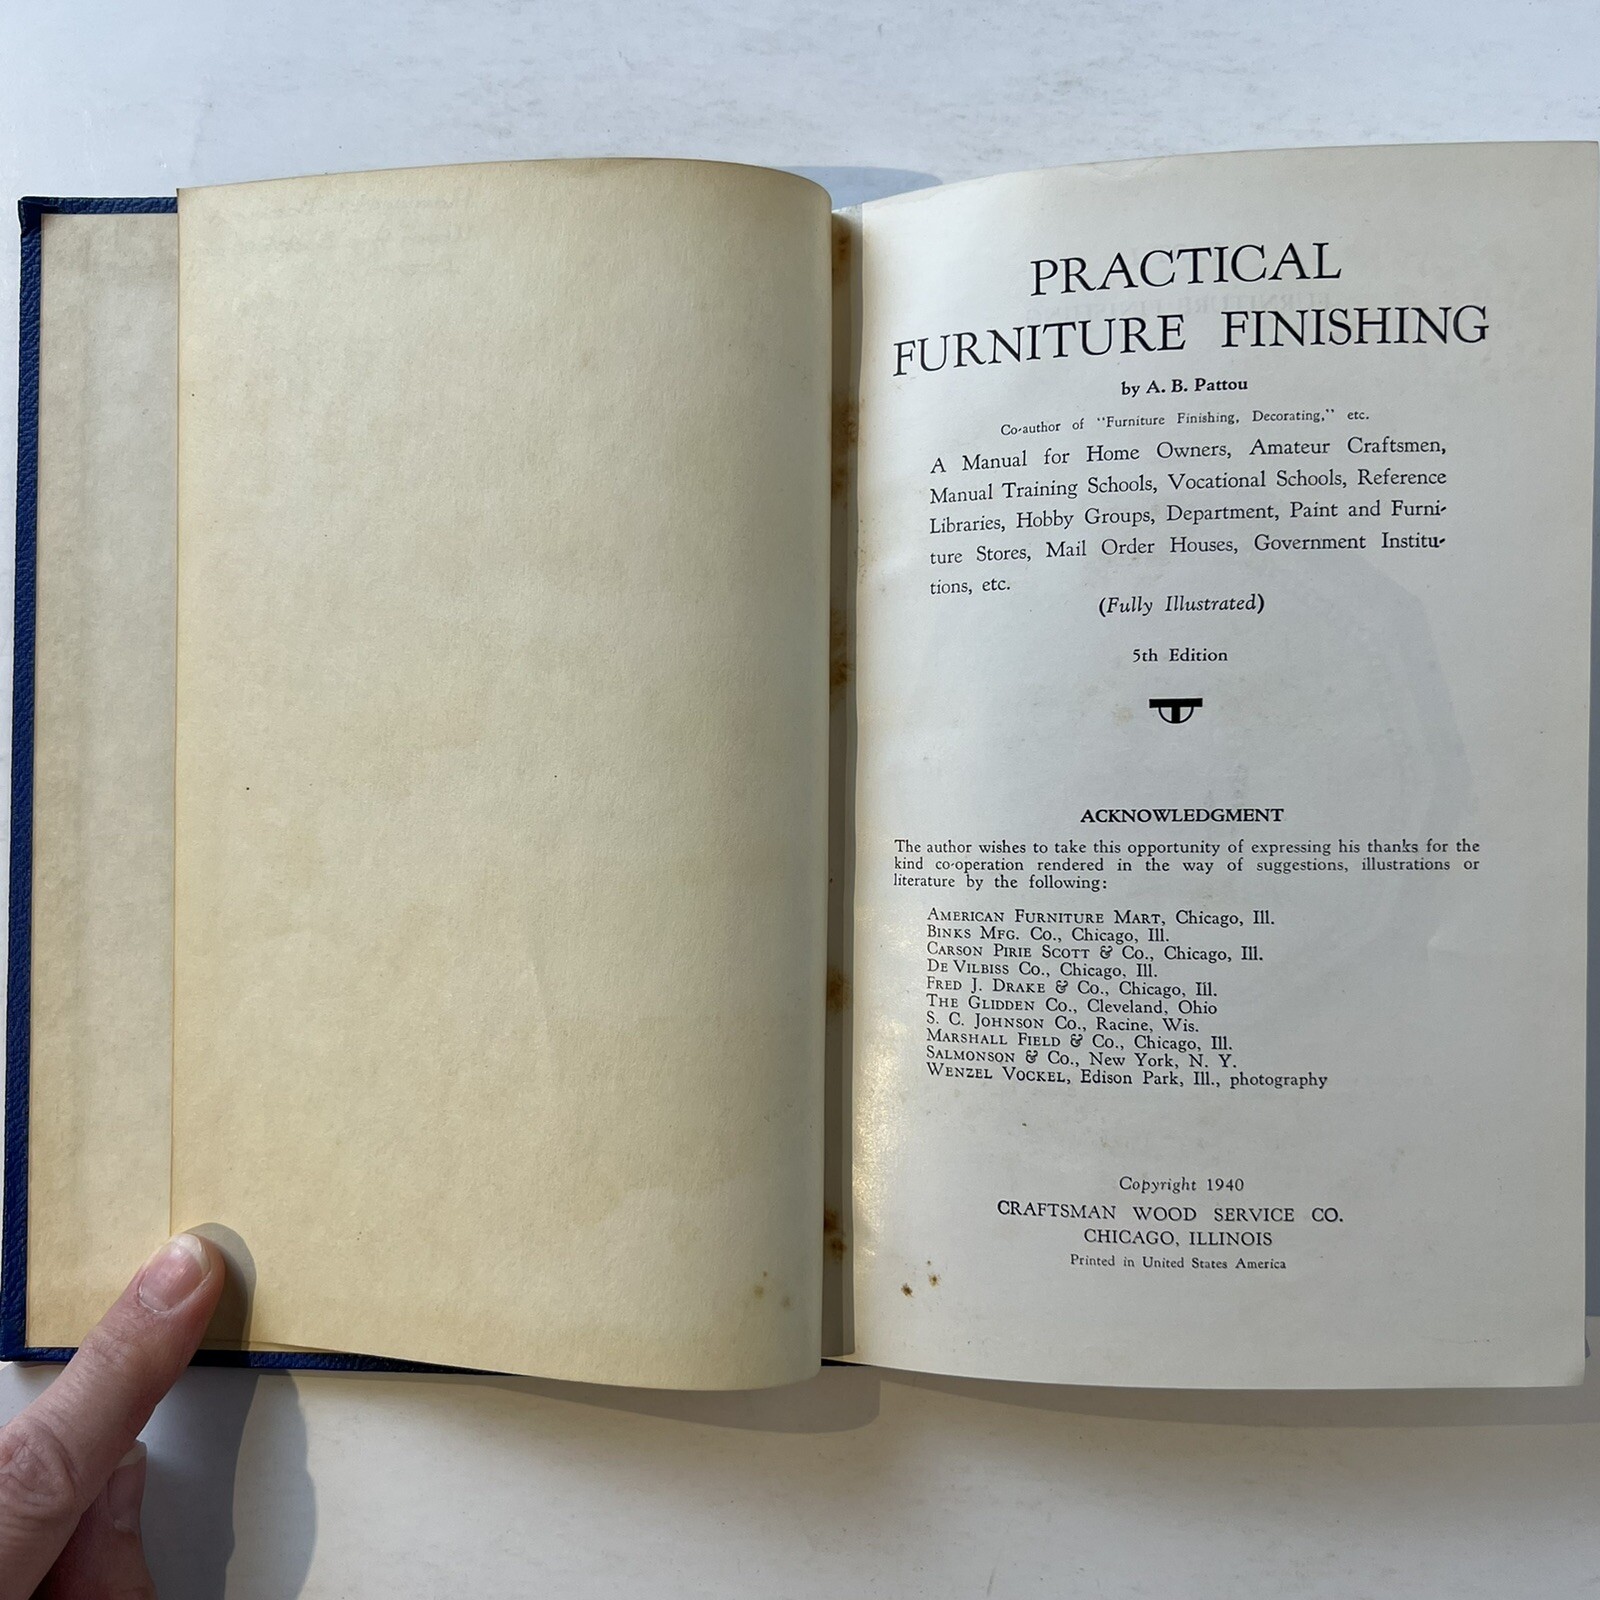 PRACTICAL
FURNITURE FINISHING
by A. B. Pattou
Co-author of "Furniture Finishing, Decorating," etc.
A Manual for Home Owners, Amateur Craftsmen,
Manual Training Schools, Vocational Schools, Reference
Libraries, Hobby Groups, Department, Paint and Furni-
ture Stores, Mail Order Houses, Government Institu-
tions, etc.
(Fully Illustrated)
5th Edition
ACKNOWLEDGMENT
The author wishes to take this opportunity of expressing his thanks for the
kind co-operation rendered in the way of suggestions, illustrations or
literature by the following:
AMERICAN FURNITURE MART, Chicago, Ill.
BINKS MFG. CO., Chicago, Ill.
CARSON PIRIE SCOTT & CO., Chicago, Ill.
DE VILBISS CO., Chicago, Ill.
FRED J. DRAKE & CO., Chicago, Ill.
THE GLIDDEN CO., Cleveland, Ohio
S. C. JOHNSON CO., Racine, Wis.
MARSHALL FIELD & CO., Chicago, Ill.
SALMONSON & CO., New York, N. Y.
WENZEL VOCKEL, Edison Park, Ill., photography
Copyright 1940
CRAFTSMAN WOOD SERVICE CO.
CHICAGO, ILLINOIS
Printed in United States America